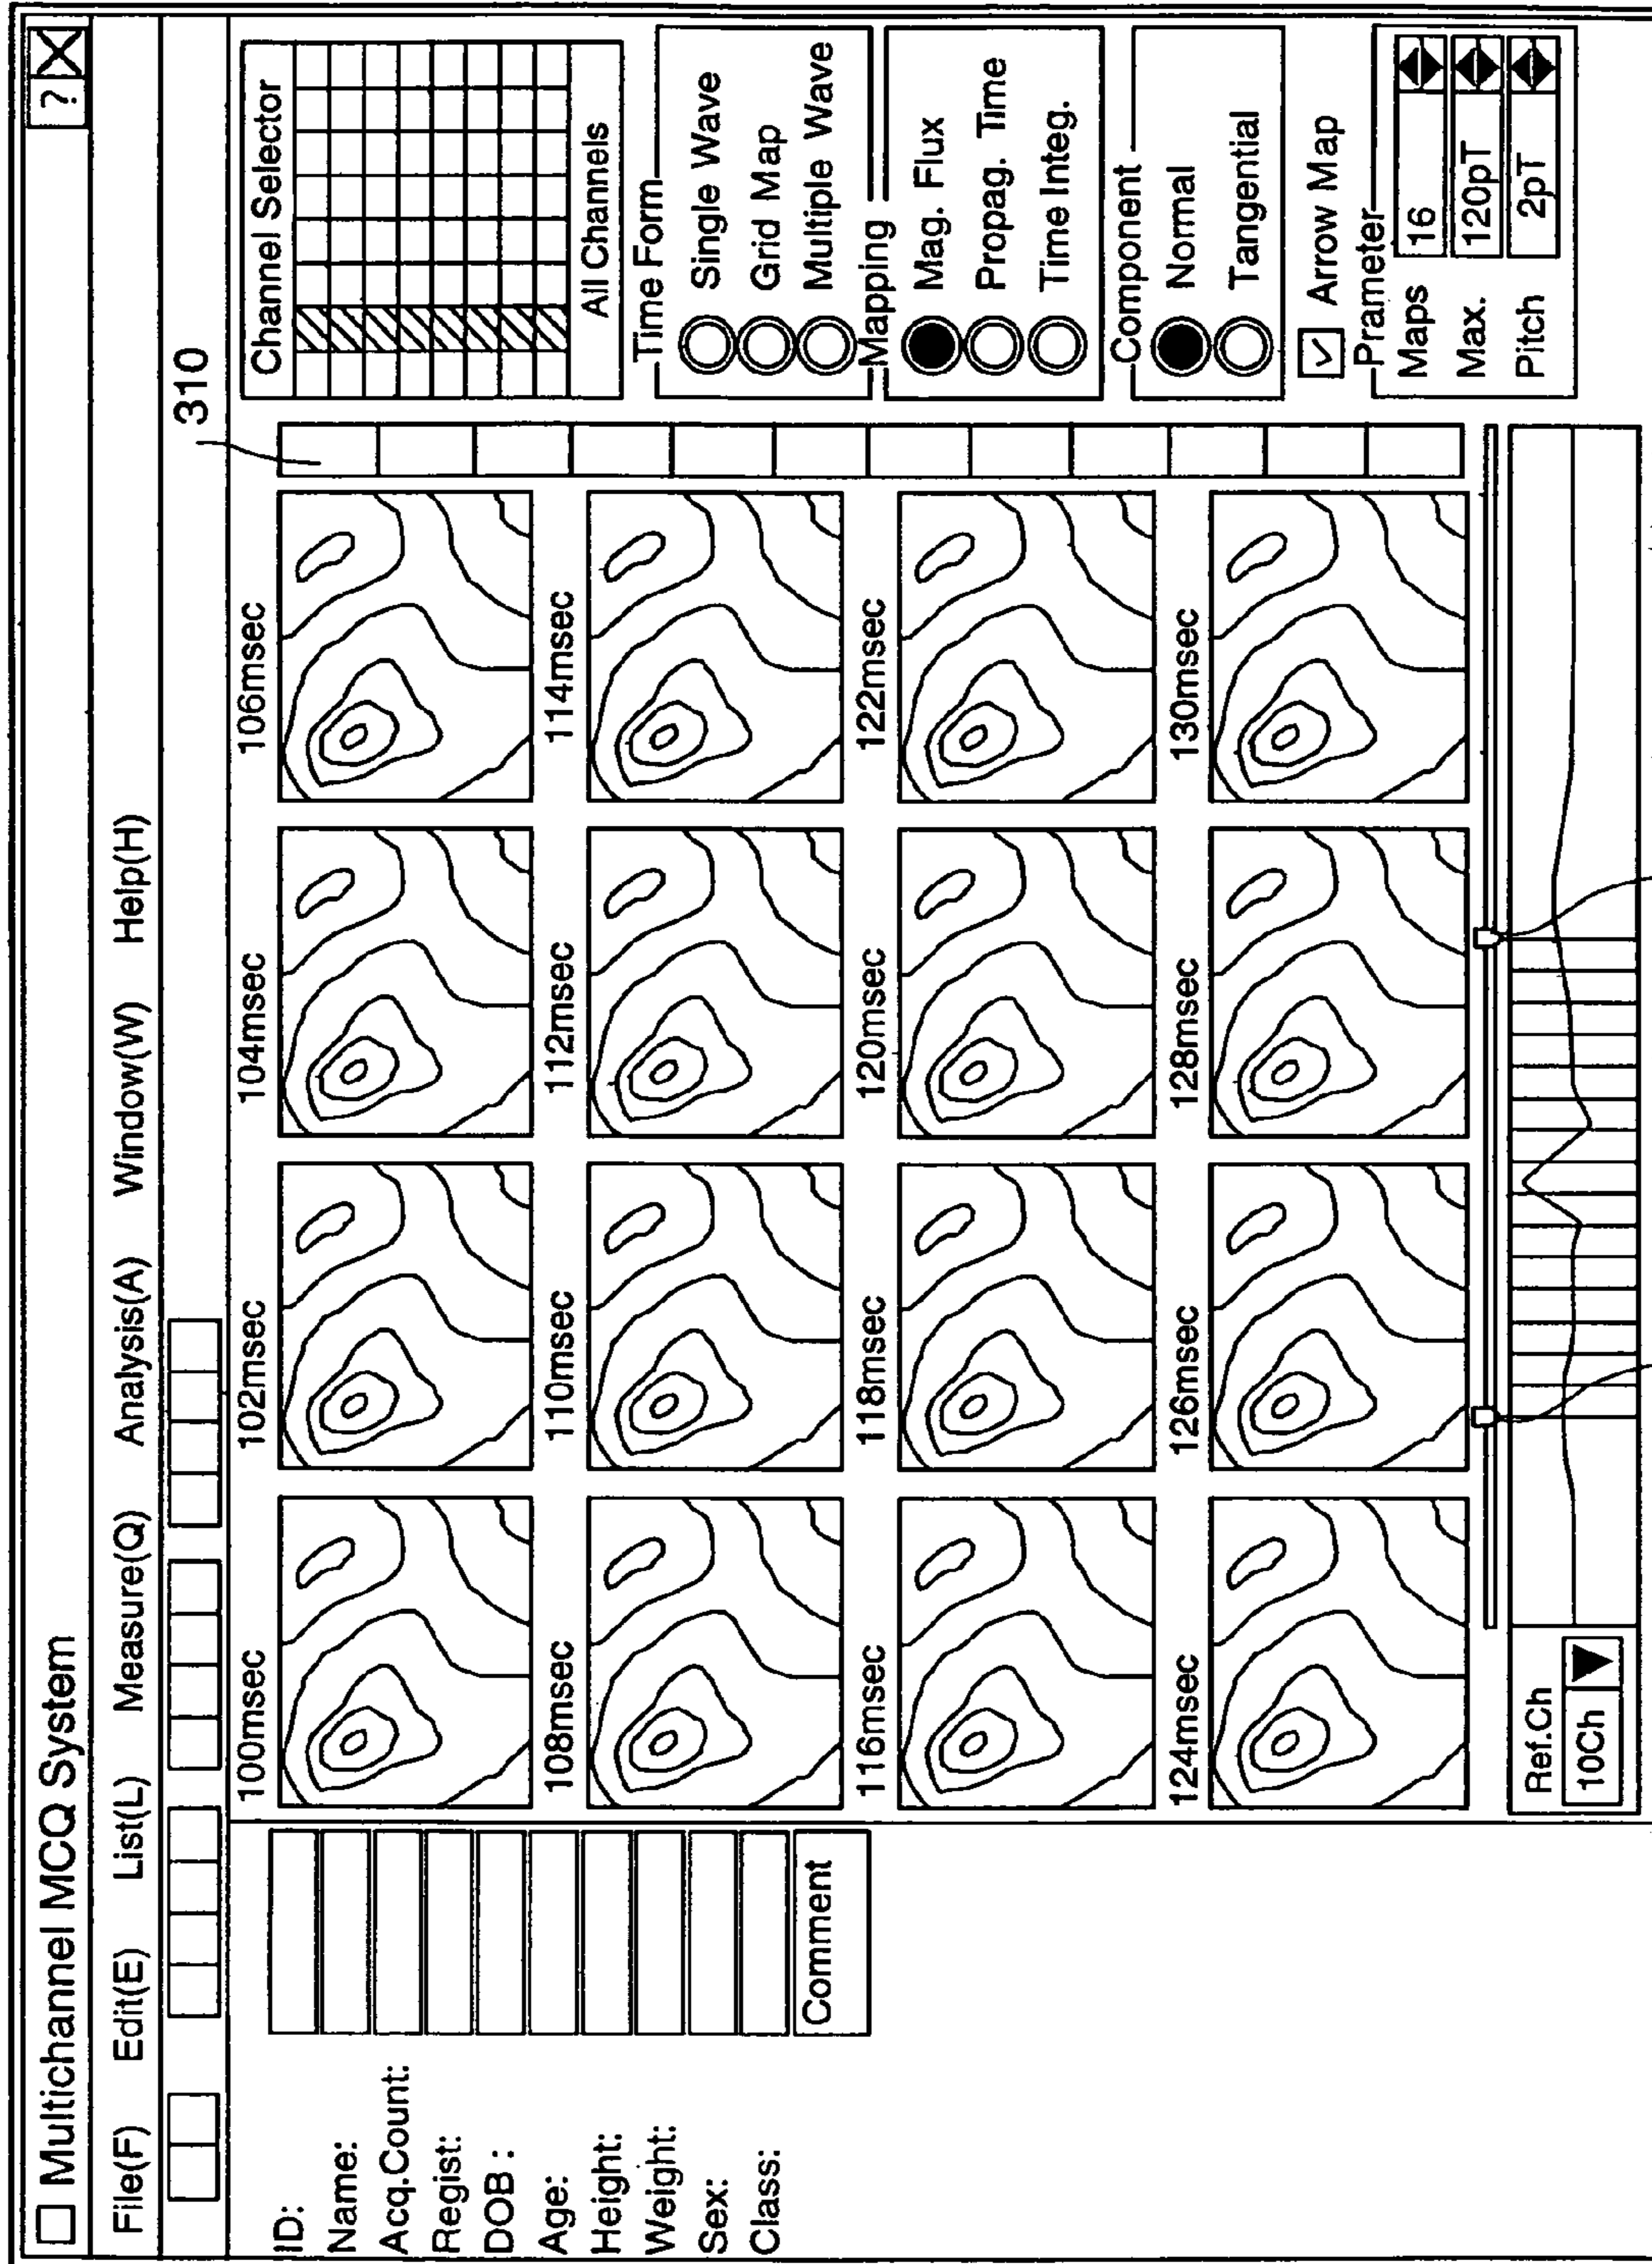 Multichannel MCQ System
?
File(F) Edit(E) List(L) Measure(Q) Analysis(A) Window(W) Help(H)
310
ID:
Name:
Acq.Count:
Regist:
DOB :
Age:
Height:
Weight:
Sex:
Class:
Comment
100msec 102msec 104msec 106msec
108msec 110msec 112msec 114msec
116msec 118msec 120msec 122msec
124msec 126msec 128msec 130msec
Ref.Ch
10Ch
Channel Selector
All Channels
Time Form
Single Wave
Grid Map
Multiple Wave
Mapping
Mag. Flux
Propag. Time
Time Integ.
Component
Normal
Tangential
Arrow Map
Prameter
Maps 16
Max. 120pT
Pitch 2pT